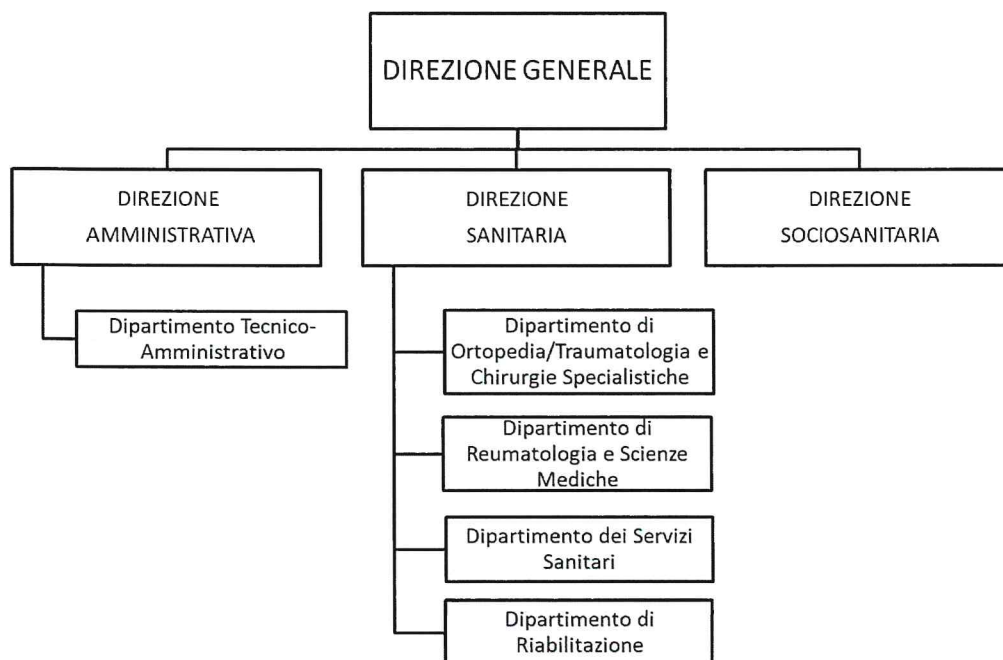 DIREZIONE GENERALE
DIREZIONE
AMMINISTRATIVA
DIREZIONE
SANITARIA
DIREZIONE
SOCIOSANITARIA
Dipartimento Tecnico-
Amministrativo
Dipartimento di
Ortopedia/Traumatologia e
Chirurgie Specialistiche
Dipartimento di
Reumatologia e Scienze
Mediche
Dipartimento dei Servizi
Sanitari
Dipartimento di
Riabilitazione